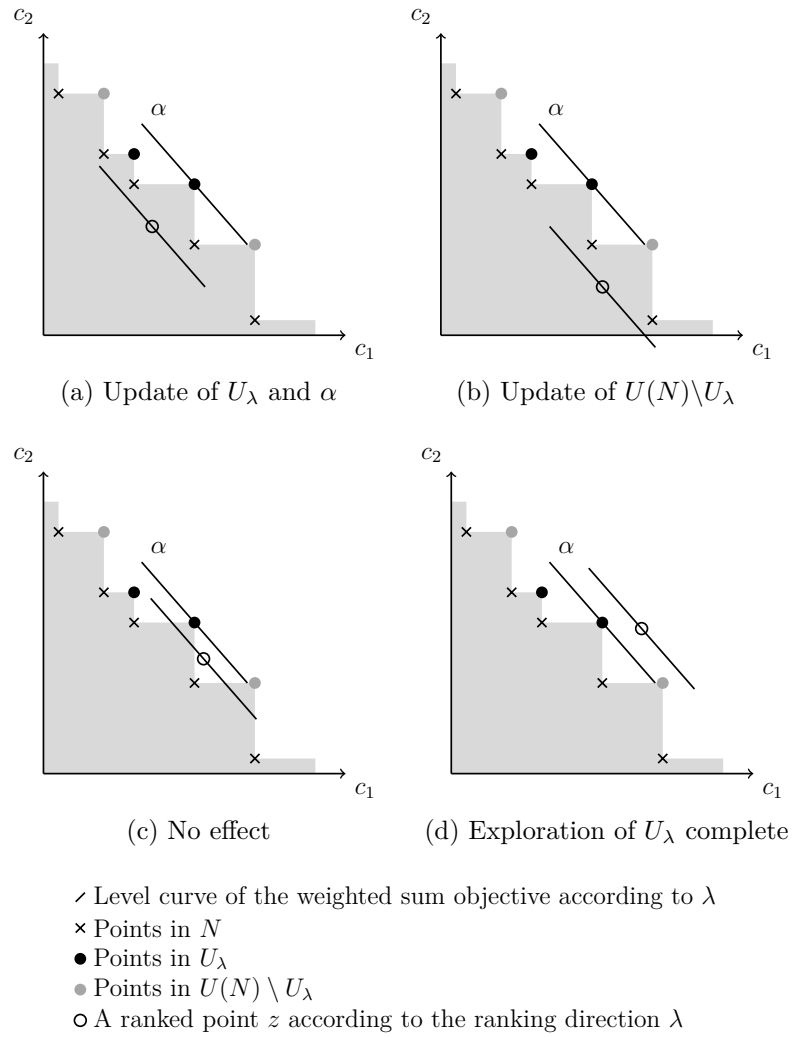 c₂
α
c₁
(a) Update of U_λ and α
c₂
α
c₁
(b) Update of U(N)\U_λ
c₂
α
c₁
(c) No effect
c₂
α
c₁
(d) Exploration of U_λ complete
Level curve of the weighted sum objective according to λ
Points in N
Points in U_λ
Points in U(N) \ U_λ
A ranked point z according to the ranking direction λ